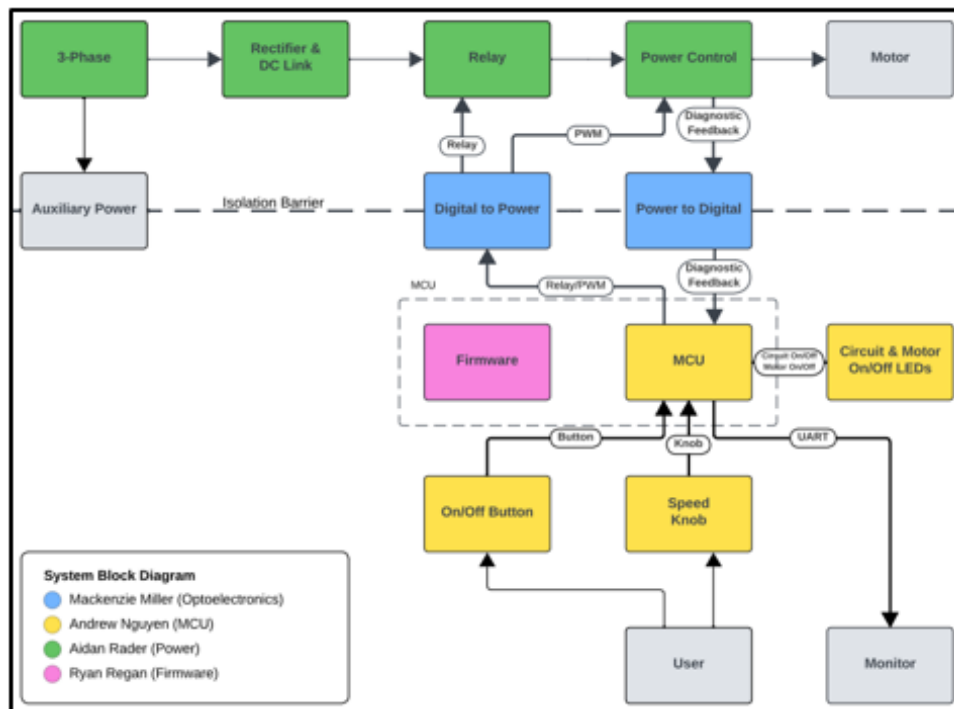 3-Phase
Rectifier &
DC Link
Relay
Power Control
Motor
Relay
PWM
Diagnostic
Feedback
Auxiliary Power
Isolation Barrier
Digital to Power
Power to Digital
MCU
Relay/PWM
Diagnostic
Feedback
Firmware
MCU
Circuit On/Off
Motor On/Off
Circuit & Motor
On/Off LEDs
Button
Knob
UART
On/Off Button
Speed
Knob
System Block Diagram
Mackenzie Miller (Optoelectronics)
Andrew Nguyen (MCU)
Aidan Rader (Power)
Ryan Regan (Firmware)
User
Monitor